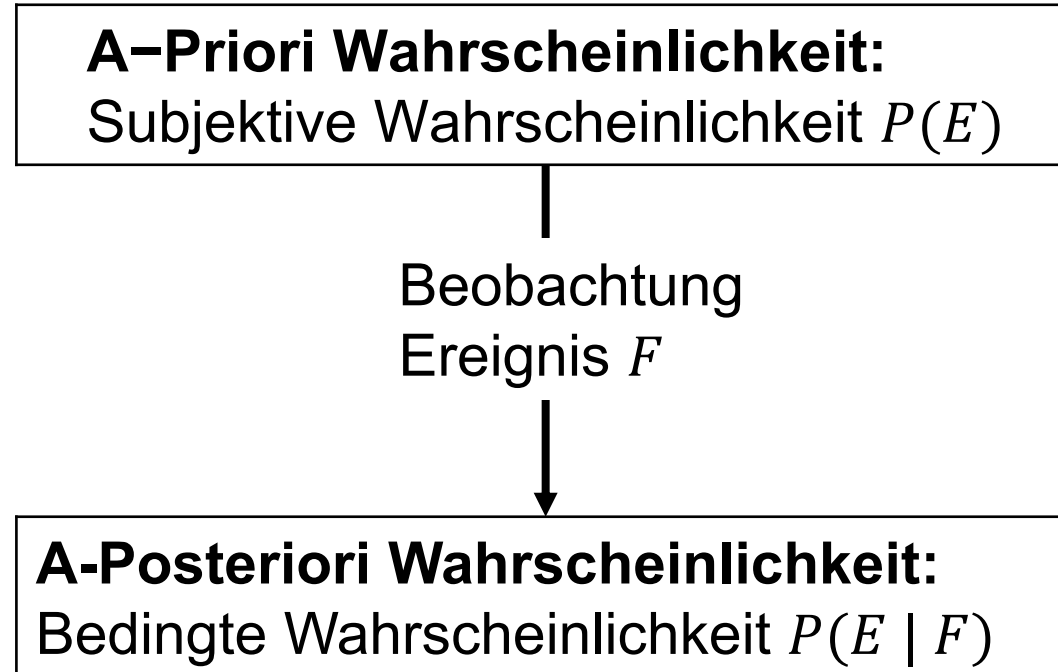 A–Priori Wahrscheinlichkeit:
Subjektive Wahrscheinlichkeit P(E)
Beobachtung
Ereignis F
A-Posteriori Wahrscheinlichkeit:
Bedingte Wahrscheinlichkeit P(E | F)